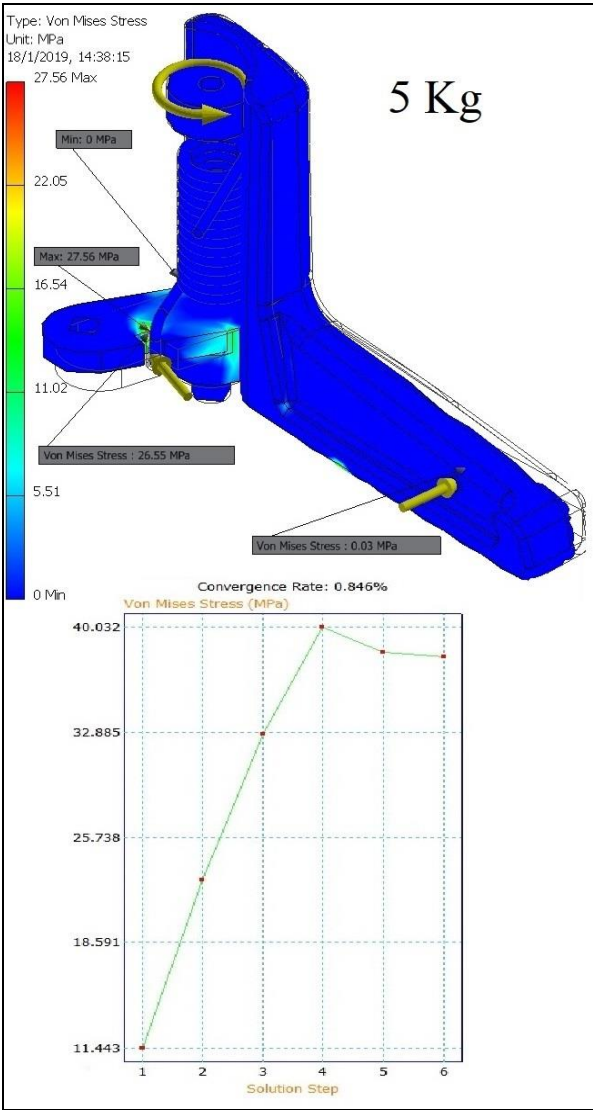 Type: Von Mises Stress
Unit: MPa
18/1/2019, 14:38:15
27.56 Max
5 Kg
Min: 0 MPa
22.05
Max: 27.56 MPa
16.54
11.02
Von Mises Stress : 26.55 MPa
5.51
Von Mises Stress : 0.03 MPa
0 Min
Convergence Rate: 0.846%
Von Mises Stress (MPa)
40.032
32.885
25.738
18.591
11.443
1 2 3 4 5 6
Solution Step